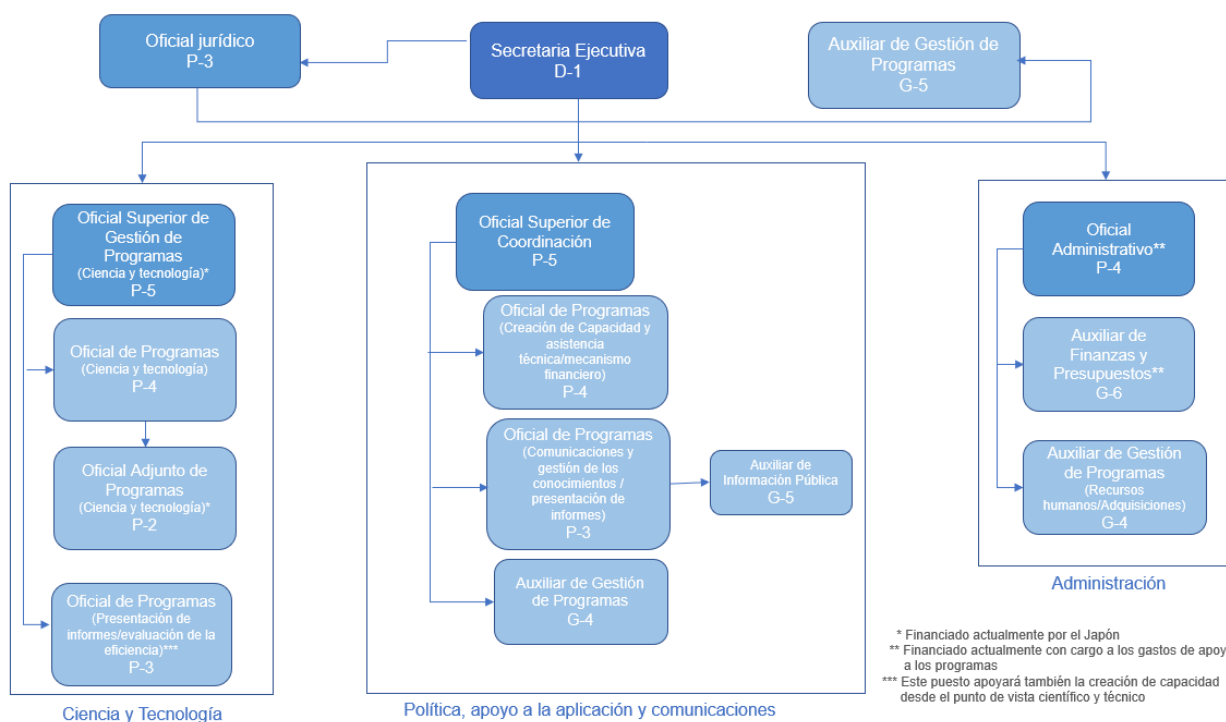 Oficial jurídico
P-3
Secretaria Ejecutiva
D-1
Auxiliar de Gestión de
Programas
G-5
Oficial Superior de
Gestión de
Programas
(Ciencia y tecnología)*
P-5
Oficial de Programas
(Ciencia y tecnología)
P-4
Oficial Adjunto de
Programas
(Ciencia y tecnología)*
P-2
Oficial de Programas
(Presentación de
informes/evaluación de la
eficiencia)***
P-3
Ciencia y Tecnología
Oficial Superior de
Coordinación
P-5
Oficial de Programas
(Creación de Capacidad y
asistencia
técnica/mecanismo
financiero)
P-4
Oficial de Programas
(Comunicaciones y
gestión de los
conocimientos /
presentación de
informes)
P-3
Auxiliar de
Información Pública
G-5
Auxiliar de Gestión
de Programas
G-4
Política, apoyo a la aplicación y comunicaciones
Oficial
Administrativo**
P-4
Auxiliar de
Finanzas y
Presupuestos**
G-6
Auxiliar de Gestión
de Programas
(Recursos
humanos/Adquisiciones)
G-4
Administración
* Financiado actualmente por el Japón
** Financiado actualmente con cargo a los gastos de apoy
a los programas
*** Este puesto apoyará también la creación de capacidad
desde el punto de vista científico y técnico